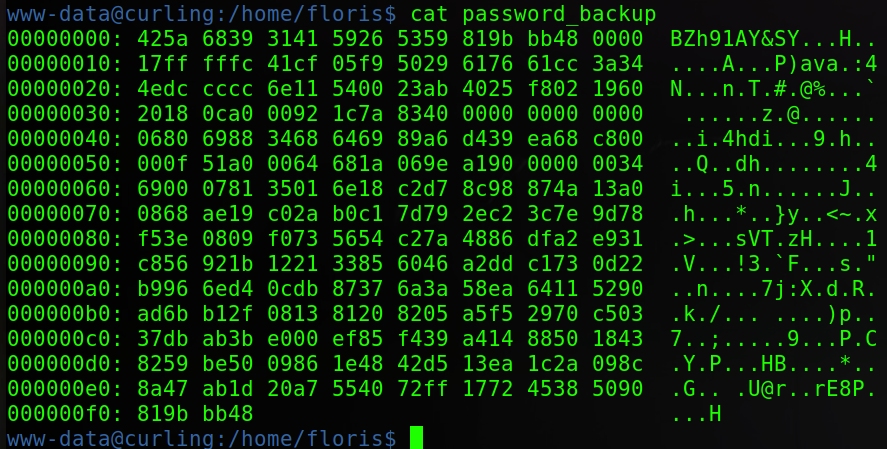 www-data@curling:/home/floris$ cat password_backup
00000000: 425a 6839 3141 5926 5359 819b bb48 0000  BZh91AY&SY...H..
00000010: 17ff fffc 41cf 05f9 5029 6176 61cc 3a34  ....A...P)ava.:4
00000020: 4edc cccc 6e11 5400 23ab 4025 f802 1960  N...n.T.#.@%...`
00000030: 2018 0ca0 0092 1c7a 8340 0000 0000 0000   ......z.@......
00000040: 0680 6988 3468 6469 89a6 d439 ea68 c800  ..i.4hdi...9.h..
00000050: 000f 51a0 0064 681a 069e a190 0000 0034  ..Q..dh........4
00000060: 6900 0781 3501 6e18 c2d7 8c98 874a 13a0  i...5.n......J..
00000070: 0868 ae19 c02a b0c1 7d79 2ec2 3c7e 9d78  .h...*..}y..<~.x
00000080: f53e 0809 f073 5654 c27a 4886 dfa2 e931  .>...sVT.zH....1
00000090: c856 921b 1221 3385 6046 a2dd c173 0d22  .V...!3.`F...s."
000000a0: b996 6ed4 0cdb 8737 6a3a 58ea 6411 5290  ..n....7j:X.d.R.
000000b0: ad6b b12f 0813 8120 8205 a5f5 2970 c503  .k./... ....)p..
000000c0: 37db ab3b e000 ef85 f439 a414 8850 1843  7..;.....9...P.C
000000d0: 8259 be50 0986 1e48 42d5 13ea 1c2a 098c  .Y.P...HB....*..
000000e0: 8a47 ab1d 20a7 5540 72ff 1772 4538 5090  .G.. .U@r..rE8P.
000000f0: 819b bb48                                ...H
www-data@curling:/home/floris$